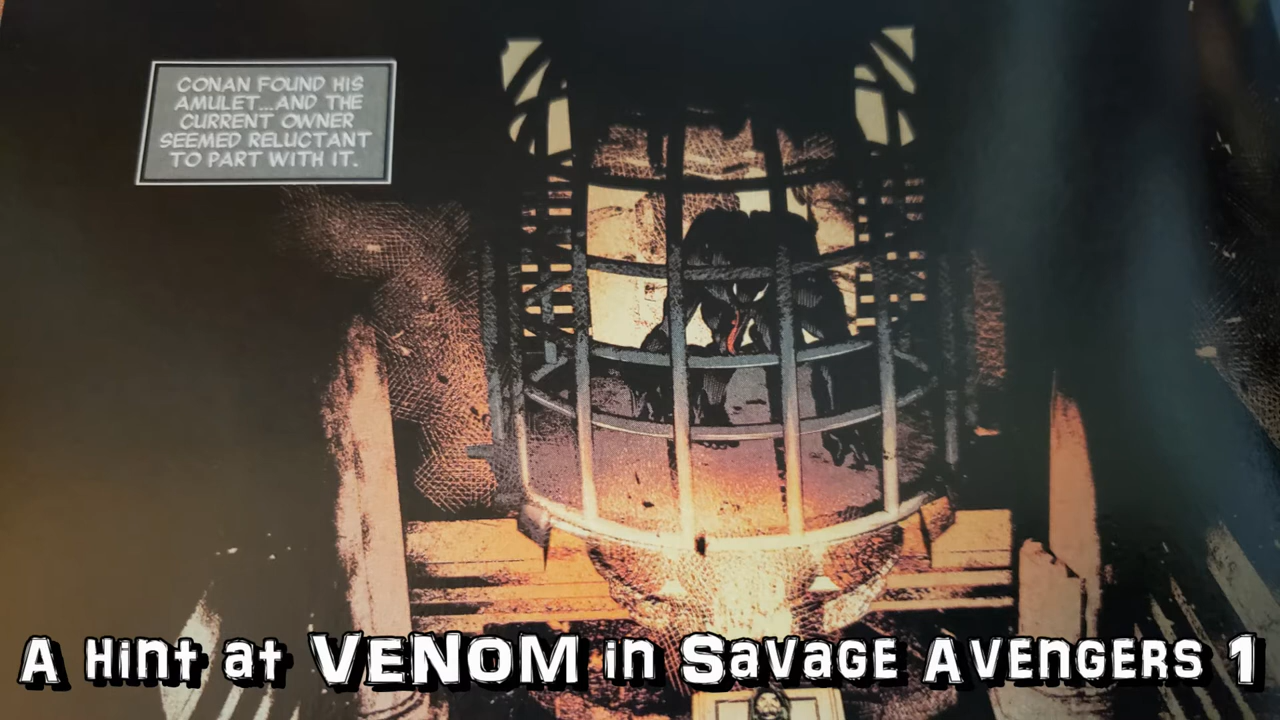 CONAN FOUND HIS
AMULET...AND THE
CURRENT OWNER
SEEMED RELUCTANT
TO PART WITH IT.
A Hint at VENOM in Savage Avengers 1